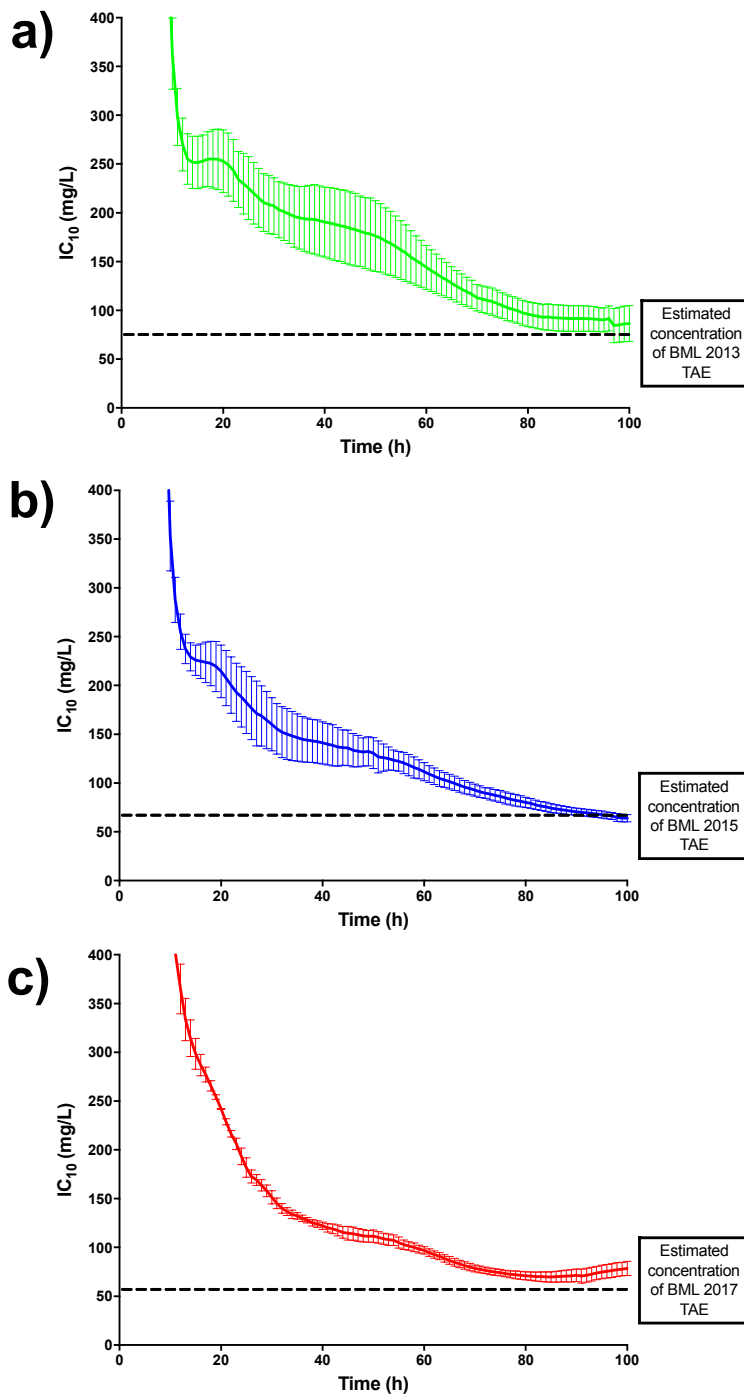 a)
400
350
300
250
200
150
100
50
0
IC10 (mg/L)
0 20 40 60 80 100
Time (h)
Estimated
concentration
of BML 2013
TAE
b)
400
350
300
250
200
150
100
50
0
IC10 (mg/L)
0 20 40 60 80 100
Time (h)
Estimated
concentration
of BML 2015
TAE
c)
400
350
300
250
200
150
100
50
0
IC10 (mg/L)
0 20 40 60 80 100
Time (h)
Estimated
concentration
of BML 2017
TAE